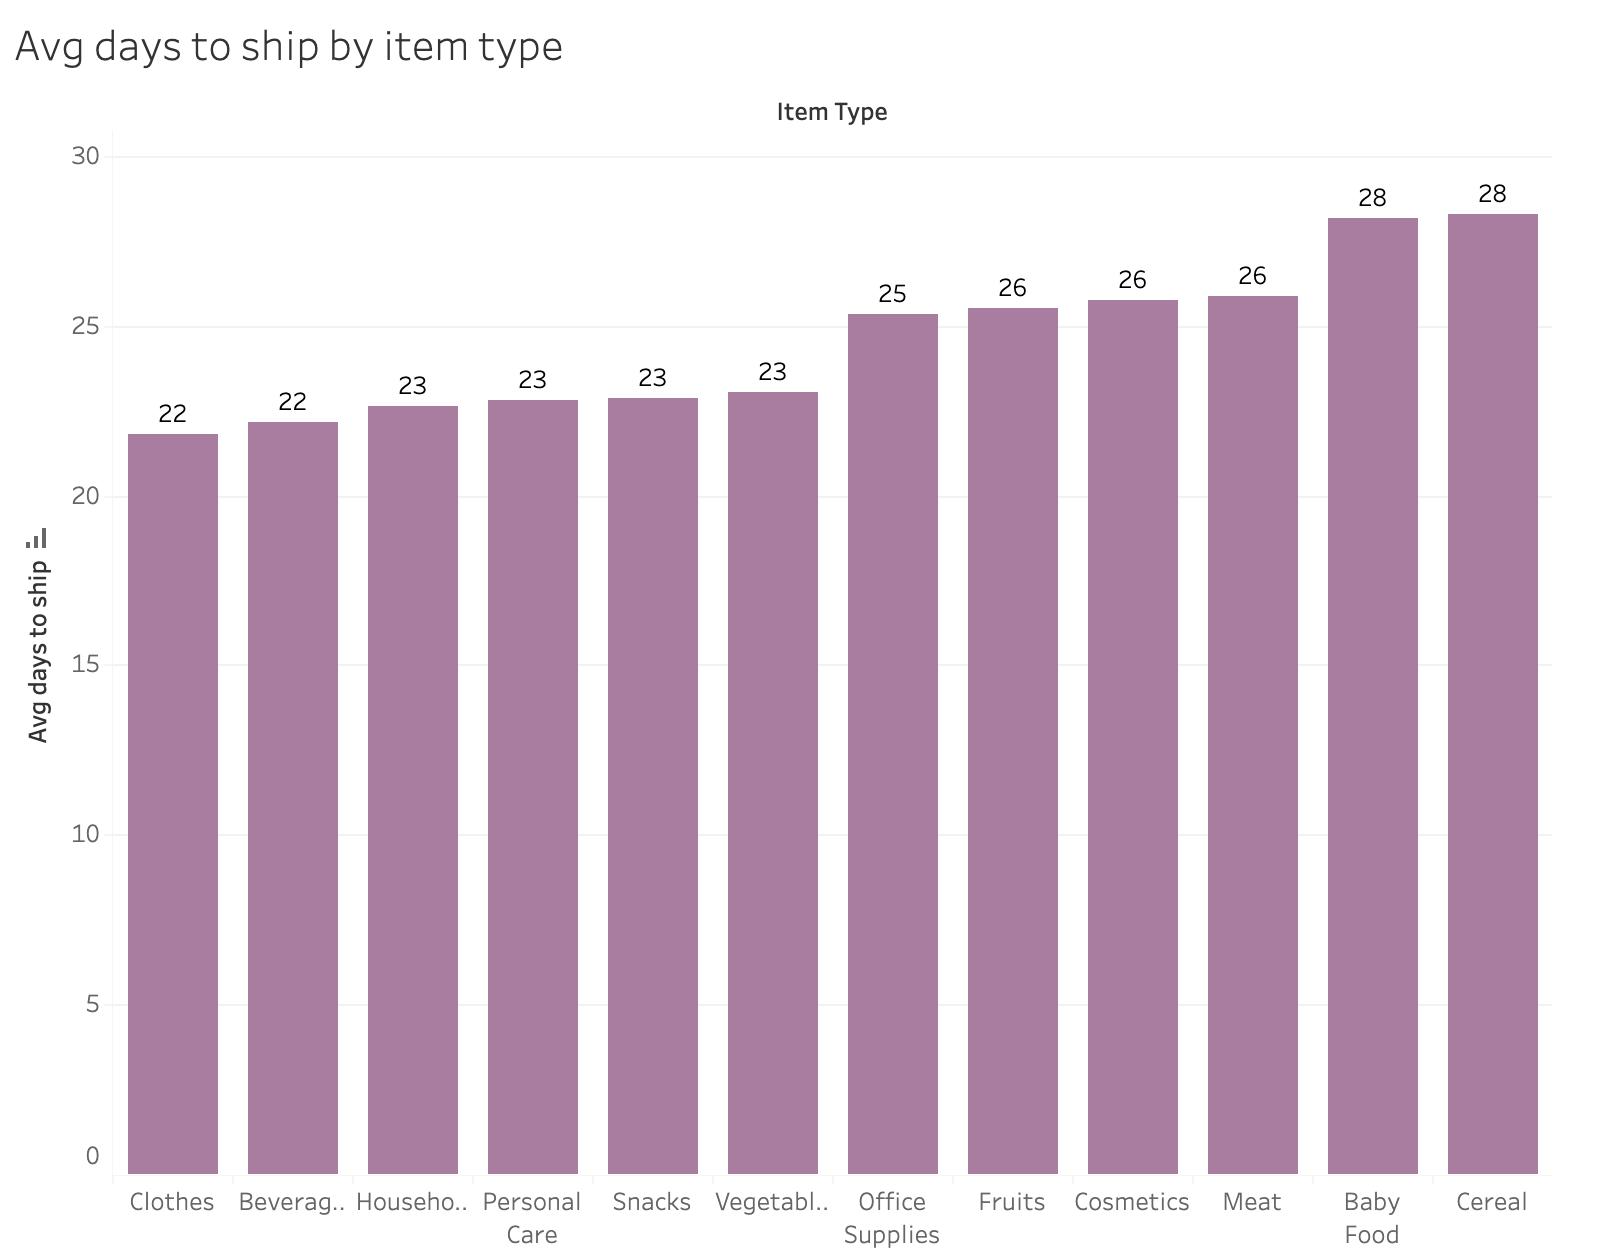 Avg days to ship by item type
Item Type
30
25
20
15
10
5
0
Avg days to ship
22
22
23
23
23
23
25
26
26
26
28
28
Clothes
Beverag..
Househo..
Personal
Care
Snacks
Vegetabl..
Office
Supplies
Fruits
Cosmetics
Meat
Baby
Food
Cereal